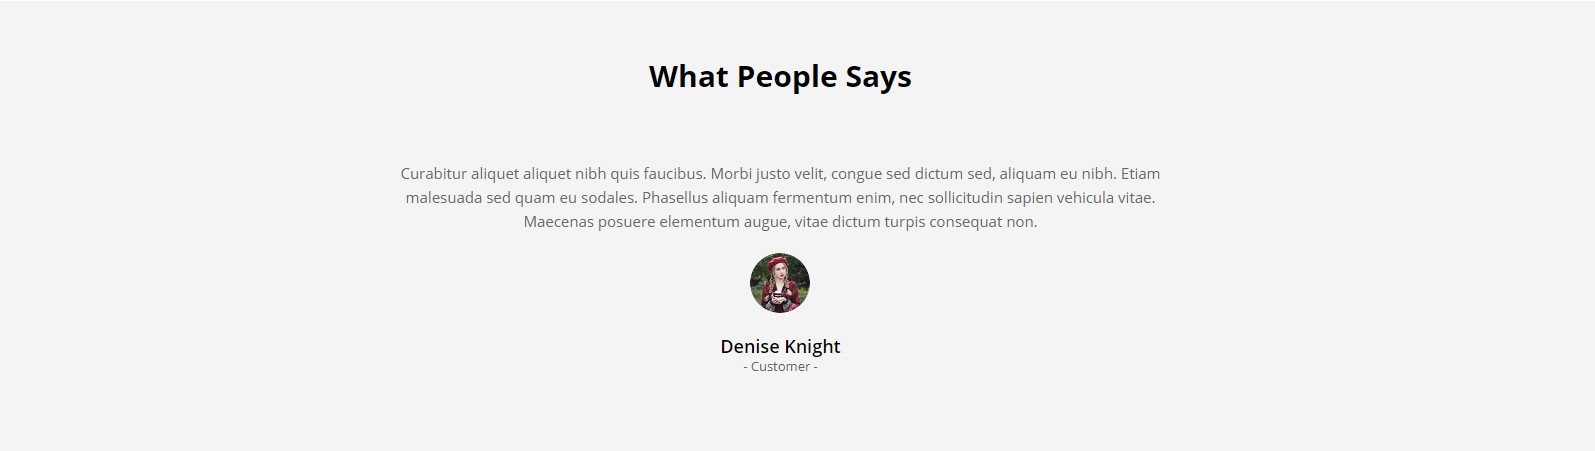 What People Says
Curabitur aliquet aliquet nibh quis faucibus. Morbi justo velit, congue sed dictum sed, aliquam eu nibh. Etiam
malesuada sed quam eu sodales. Phasellus aliquam fermentum enim, nec sollicitudin sapien vehicula vitae.
Maecenas posuere elementum augue, vitae dictum turpis consequat non.
Denise Knight
- Customer -